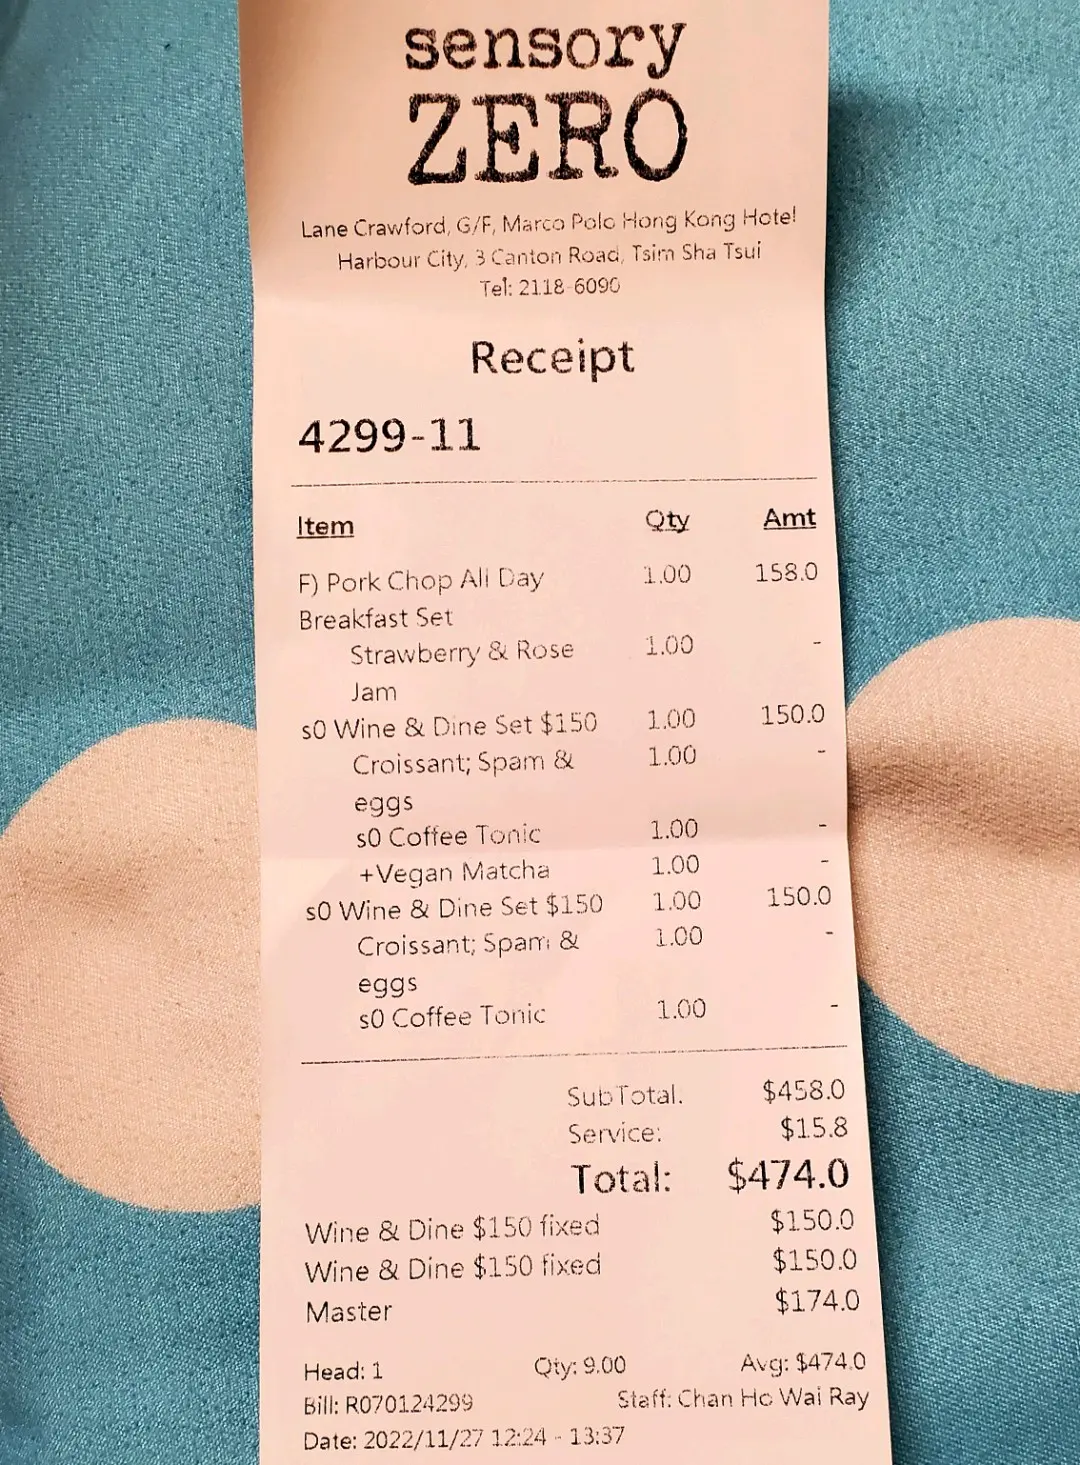 sensory
ZERO
Lane Crawford, G/F, Marco Polo Hong Kong Hotel
Harbour City, 3 Canton Road, Tsim Sha Tsui
Tel: 2118-6090
Receipt
4299-11
Item Qty Amt
F) Pork Chop All Day 1.00 158.0
Breakfast Set
Strawberry & Rose 1.00 -
Jam
s0 Wine & Dine Set $150 1.00 150.0
Croissant; Spam & 1.00 -
eggs
s0 Coffee Tonic 1.00 -
+Vegan Matcha 1.00 -
s0 Wine & Dine Set $150 1.00 150.0
Croissant; Spam & 1.00 -
eggs
s0 Coffee Tonic 1.00 -
SubTotal: $458.0
Service: $15.8
Total: $474.0
Wine & Dine $150 fixed $150.0
Wine & Dine $150 fixed $150.0
Master $174.0
Head: 1 Qty: 9.00 Avg: $474.0
Bill: R070124299 Staff: Chan Ho Wai Ray
Date: 2022/11/27 12:24 - 13:37